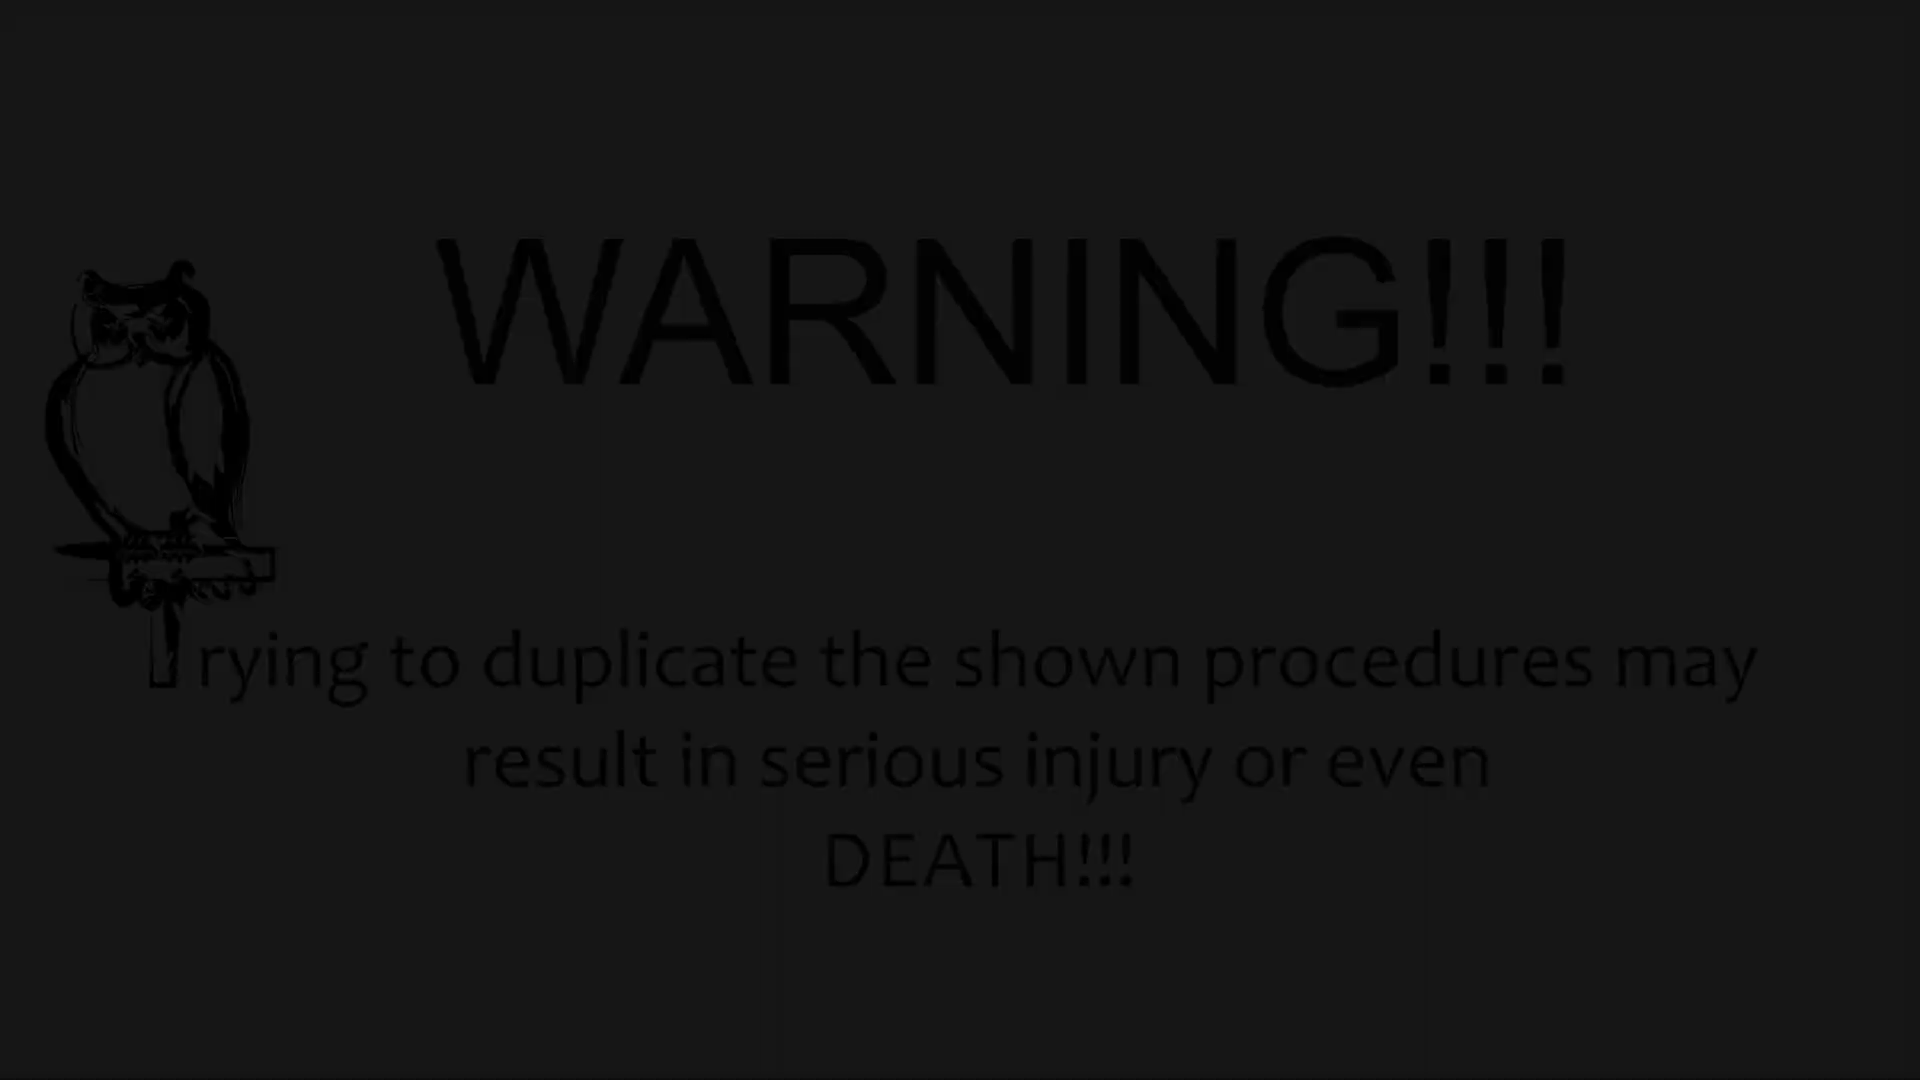 WARNING!!!
Trying to duplicate the shown procedures may
result in serious injury or even
DEATH!!!